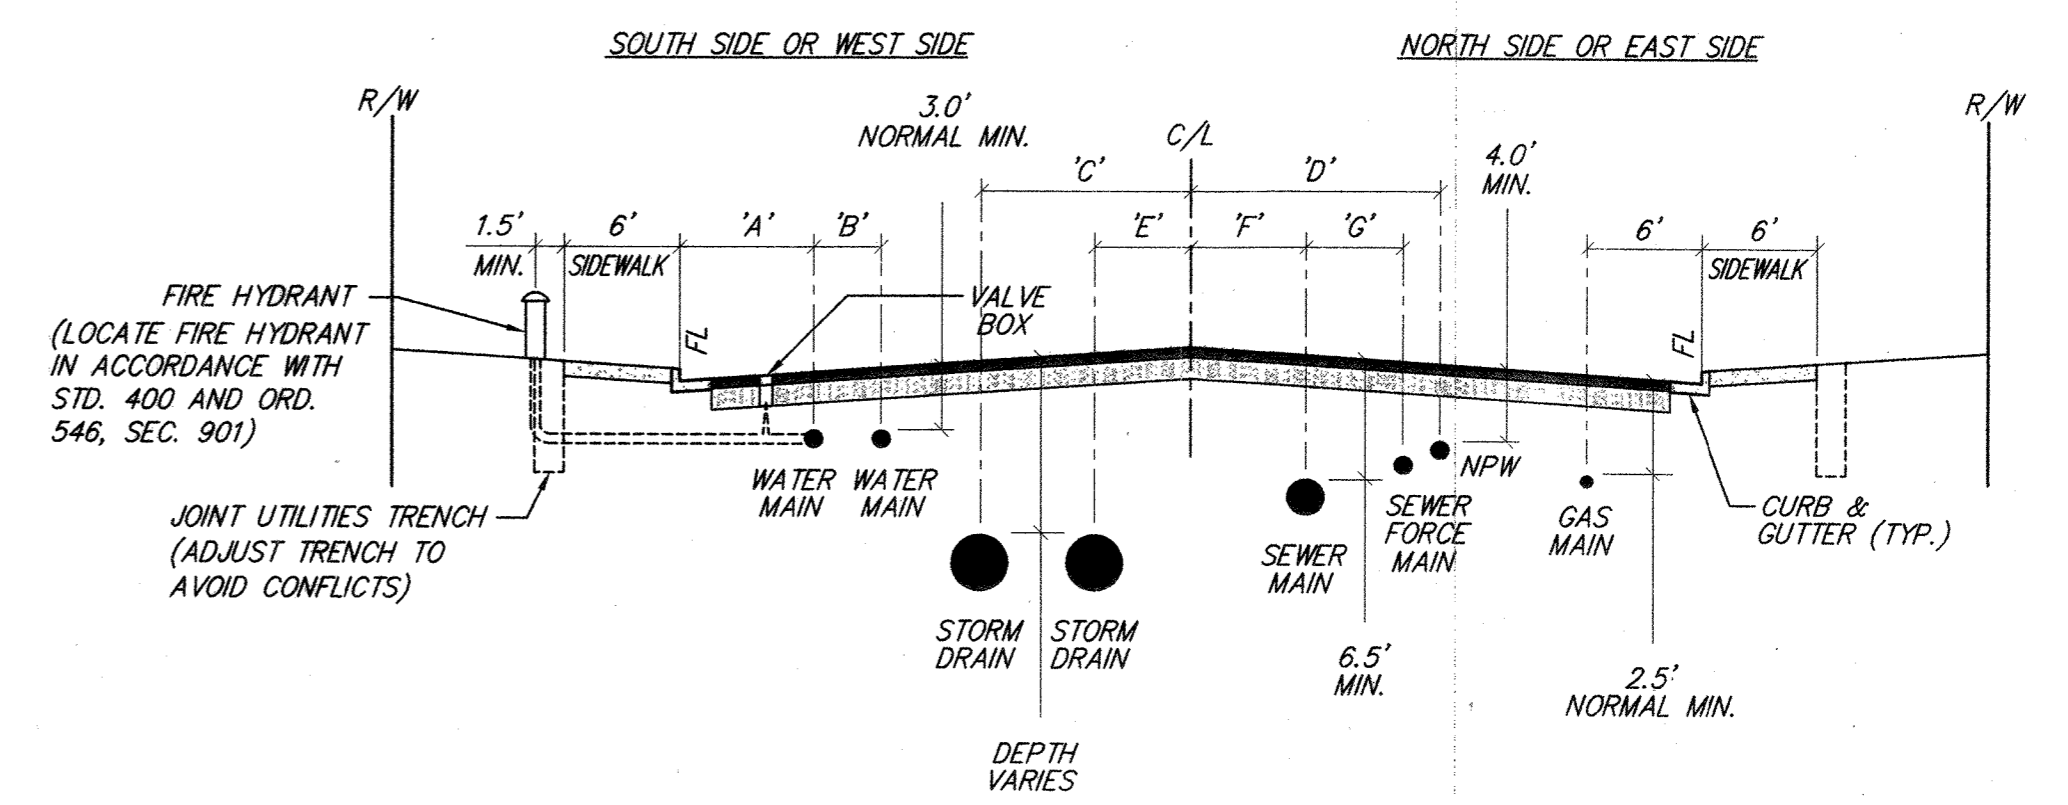 SOUTH SIDE OR WEST SIDE
NORTH SIDE OR EAST SIDE
R/W
3.0'
NORMAL MIN.
C/L
R/W
'C'
'D'
4.0'
MIN.
1.5'
MIN.
6'
SIDEWALK
'A'
'B'
'E'
'F'
'G'
6'
6'
SIDEWALK
FIRE HYDRANT
(LOCATE FIRE HYDRANT
IN ACCORDANCE WITH
STD. 400 AND ORD.
546, SEC. 901)
FL
VALVE
BOX
FL
WATER
MAIN
WATER
MAIN
NPW
JOINT UTILITIES TRENCH
(ADJUST TRENCH TO
AVOID CONFLICTS)
SEWER
FORCE
MAIN
GAS
MAIN
CURB &
GUTTER (TYP.)
SEWER
MAIN
STORM
DRAIN
STORM
DRAIN
6.5'
MIN.
2.5'
NORMAL MIN.
DEPTH
VARIES